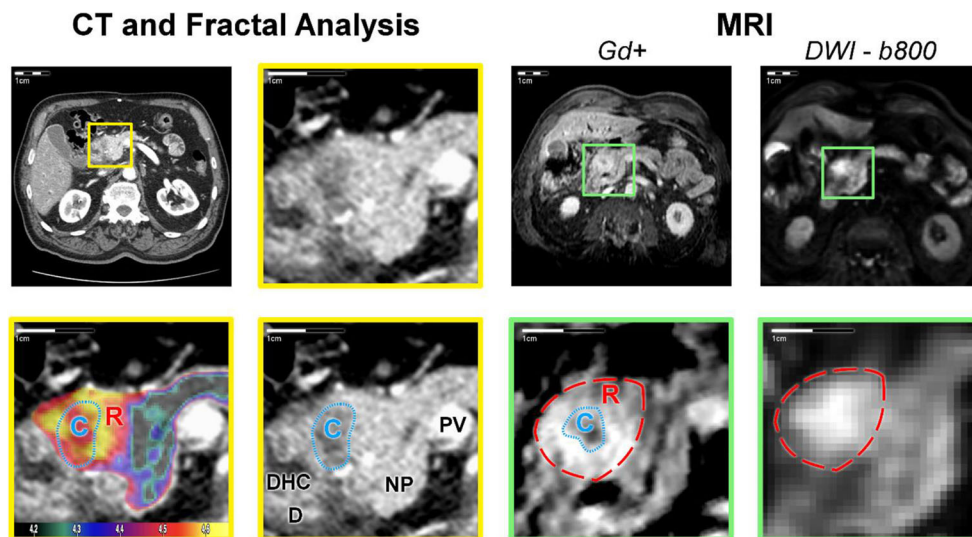 CT and Fractal Analysis
MRI
Gd+
DWI - b800
1cm
1cm
1cm
1cm
1cm
1cm
1cm
1cm
C
R
C
PV
DHC
NP
D
R
C
4.2 4.3 4.4 4.5 4.6